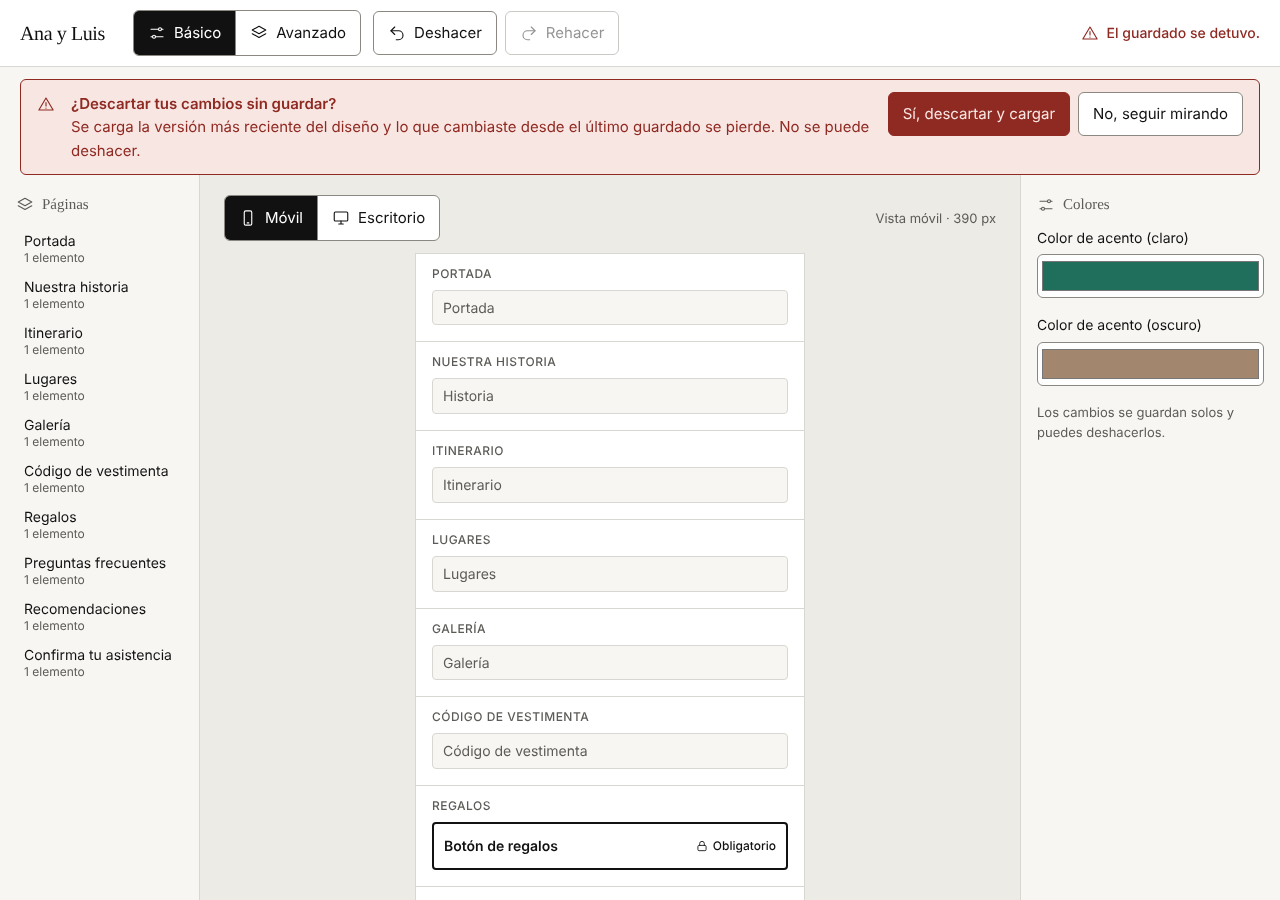 Ana y Luis
Básico
Avanzado
Deshacer
Rehacer
El guardado se detuvo.
¿Descartar tus cambios sin guardar?
Se carga la versión más reciente del diseño y lo que cambiaste desde el último guardado se pierde. No se puede
deshacer.
Sí, descartar y cargar
No, seguir mirando
Páginas
Portada
1 elemento
Nuestra historia
1 elemento
Itinerario
1 elemento
Lugares
1 elemento
Galería
1 elemento
Código de vestimenta
1 elemento
Regalos
1 elemento
Preguntas frecuentes
1 elemento
Recomendaciones
1 elemento
Confirma tu asistencia
1 elemento
Móvil
Escritorio
Vista móvil · 390 px
PORTADA
Portada
NUESTRA HISTORIA
Historia
ITINERARIO
Itinerario
LUGARES
Lugares
GALERÍA
Galería
CÓDIGO DE VESTIMENTA
Código de vestimenta
REGALOS
Botón de regalos
Obligatorio
Colores
Color de acento (claro)
Color de acento (oscuro)
Los cambios se guardan solos y
puedes deshacerlos.